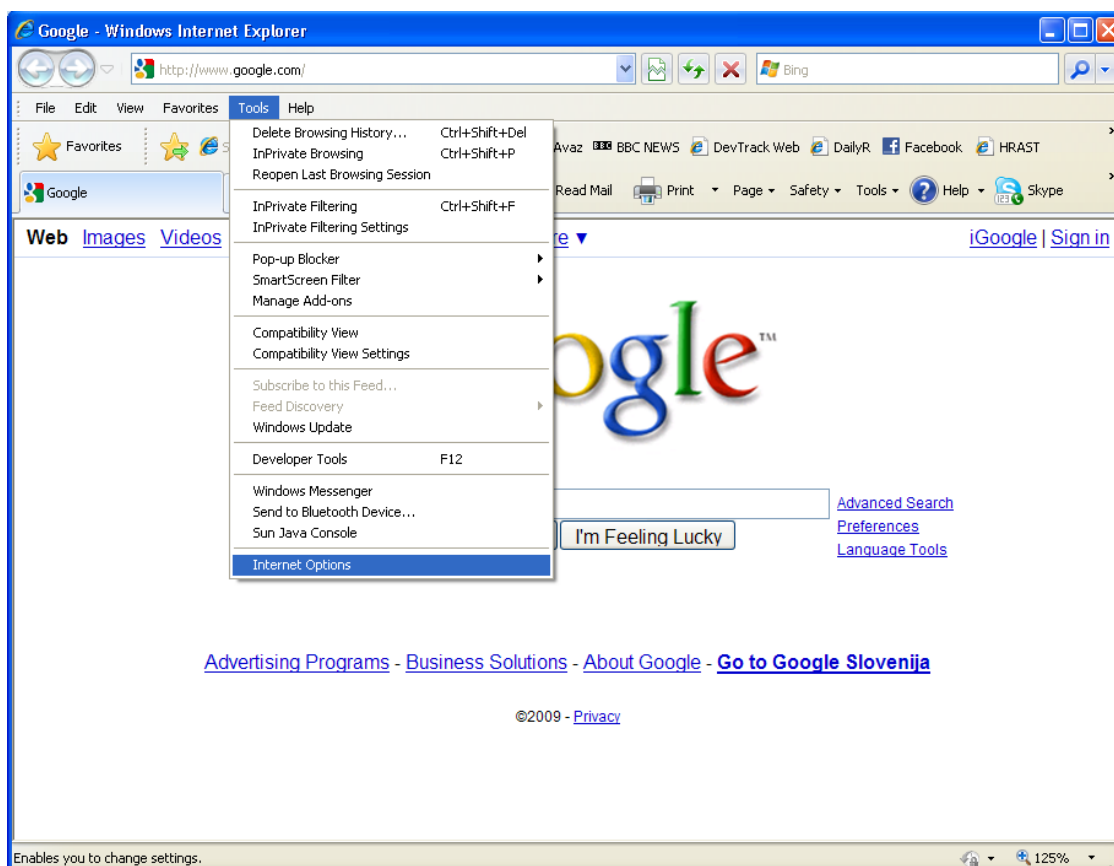 Google - Windows Internet Explorer
http://www.google.com/
Bing
File Edit View Favorites Tools Help
Favorites
Avaz BBC NEWS DevTrack Web DailyR Facebook HRAST
Google
Read Mail Print Page Safety Tools Help Skype
Web Images Videos
iGoogle | Sign in
Delete Browsing History... Ctrl+Shift+Del
InPrivate Browsing Ctrl+Shift+P
Reopen Last Browsing Session
InPrivate Filtering Ctrl+Shift+F
InPrivate Filtering Settings
Pop-up Blocker
SmartScreen Filter
Manage Add-ons
Compatibility View
Compatibility View Settings
Subscribe to this Feed...
Feed Discovery
Windows Update
Developer Tools F12
Windows Messenger
Send to Bluetooth Device...
Sun Java Console
Internet Options
ogle™
Advanced Search
Preferences
Language Tools
I'm Feeling Lucky
Advertising Programs - Business Solutions - About Google - Go to Google Slovenija
©2009 - Privacy
Enables you to change settings.
125%